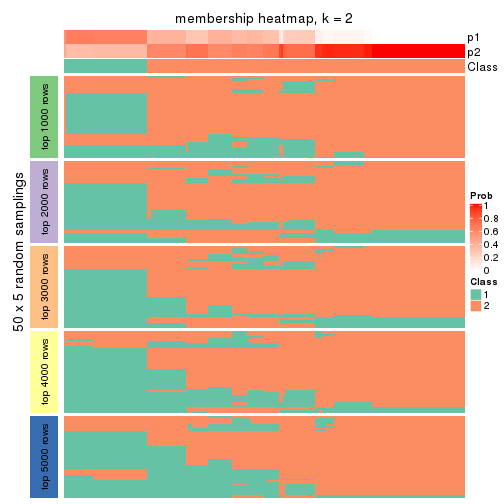 membership heatmap, k = 2
p1
p2
Class
50 x 5 random samplings
top 1000 rows
top 2000 rows
top 3000 rows
top 4000 rows
top 5000 rows
Prob
1
0.8
0.6
0.4
0.2
0
Class
1
2